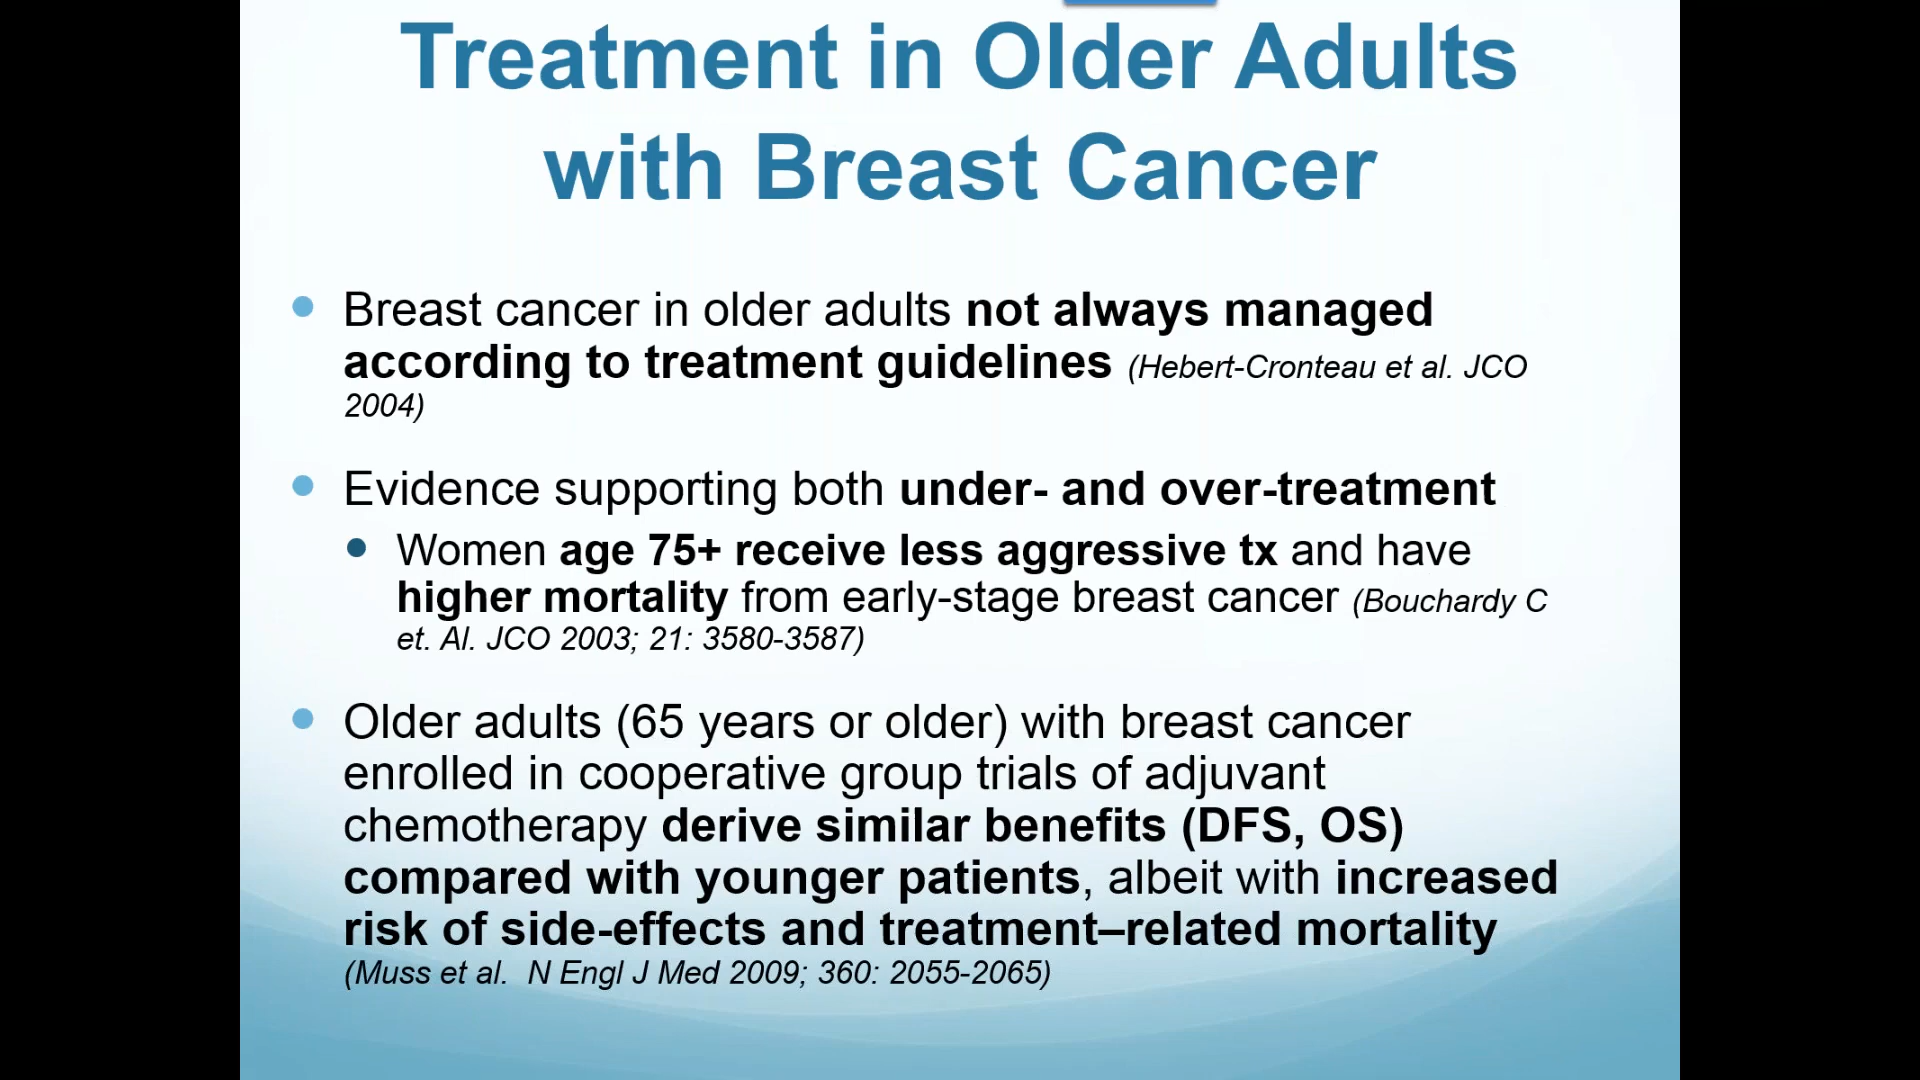 Treatment in Older Adults
with Breast Cancer
Breast cancer in older adults not always managed
according to treatment guidelines (Hebert-Cronteau et al. JCO
2004)
Evidence supporting both under- and over-treatment
Women age 75+ receive less aggressive tx and have
higher mortality from early-stage breast cancer (Bouchardy C
et. Al. JCO 2003; 21: 3580-3587)
Older adults (65 years or older) with breast cancer
enrolled in cooperative group trials of adjuvant
chemotherapy derive similar benefits (DFS, OS)
compared with younger patients, albeit with increased
risk of side-effects and treatment–related mortality
(Muss et al.  N Engl J Med 2009; 360: 2055-2065)